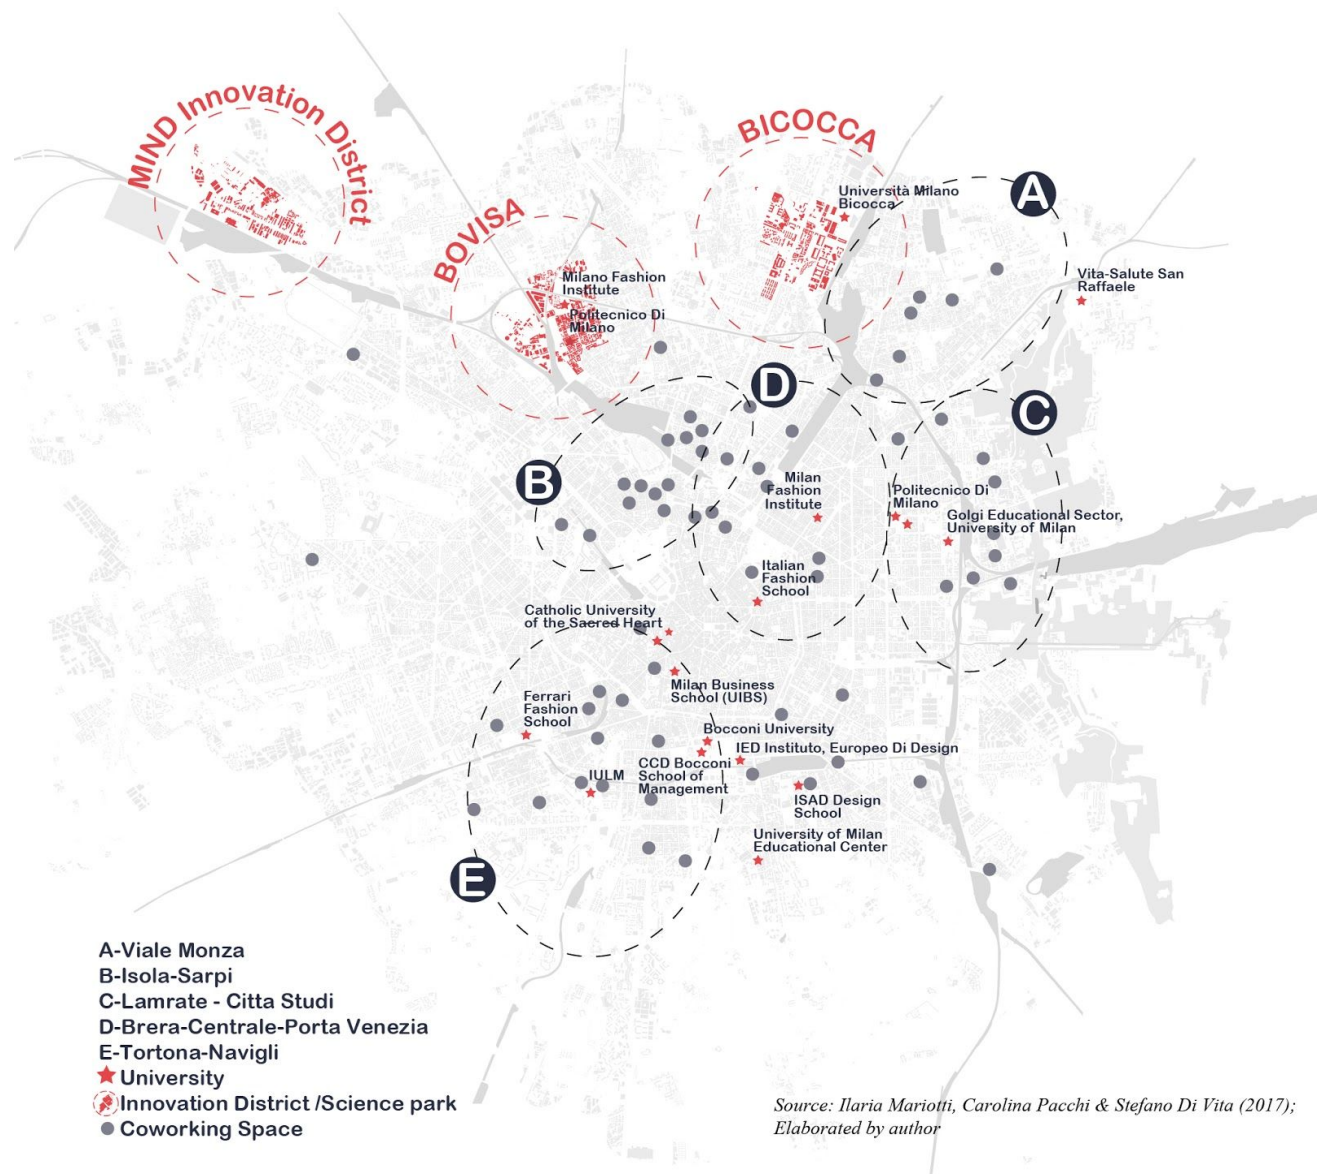 MIND Innovation District
BICOCCA
BOVISA
A
Università Milano
Bicocca
Vita-Salute San
Raffaele
Milano Fashion
Institute
Politecnico Di
Milano
D
C
B
Milan
Fashion
Institute
Politecnico Di
Milano
Golgi Educational Sector,
University of Milan
Italian
Fashion
School
Catholic University
of the Sacred Heart
Milan Business
School (UIBS)
Ferrari
Fashion
School
Bocconi University
IED Instituto, Europeo Di Design
CCD Bocconi
School of
Management
IULM
ISAD Design
School
University of Milan
Educational Center
E
A-Viale Monza
B-Isola-Sarpi
C-Lamrate - Citta Studi
D-Brera-Centrale-Porta Venezia
E-Tortona-Navigli
University
Innovation District /Science park
Coworking Space
Source: Ilaria Mariotti, Carolina Pacchi & Stefano Di Vita (2017);
Elaborated by author